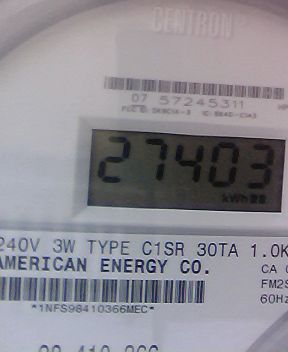 CENTRON
07 57245311
27403
kWh
240V 3W TYPE C1SR 30TA 1.0K
AMERICAN ENERGY CO.
CA
FM2S
60Hz
*1NFS98410366MEC*